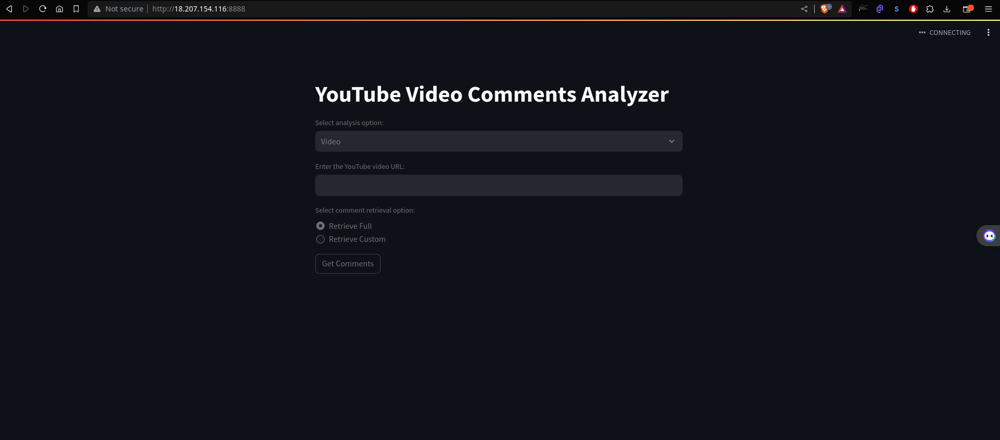 Not secure http://18.207.154.116:8888
1
S
CONNECTING
YouTube Video Comments Analyzer
Select analysis option:
Video
Enter the YouTube video URL:
Select comment retrieval option:
Retrieve Full
Retrieve Custom
Get Comments